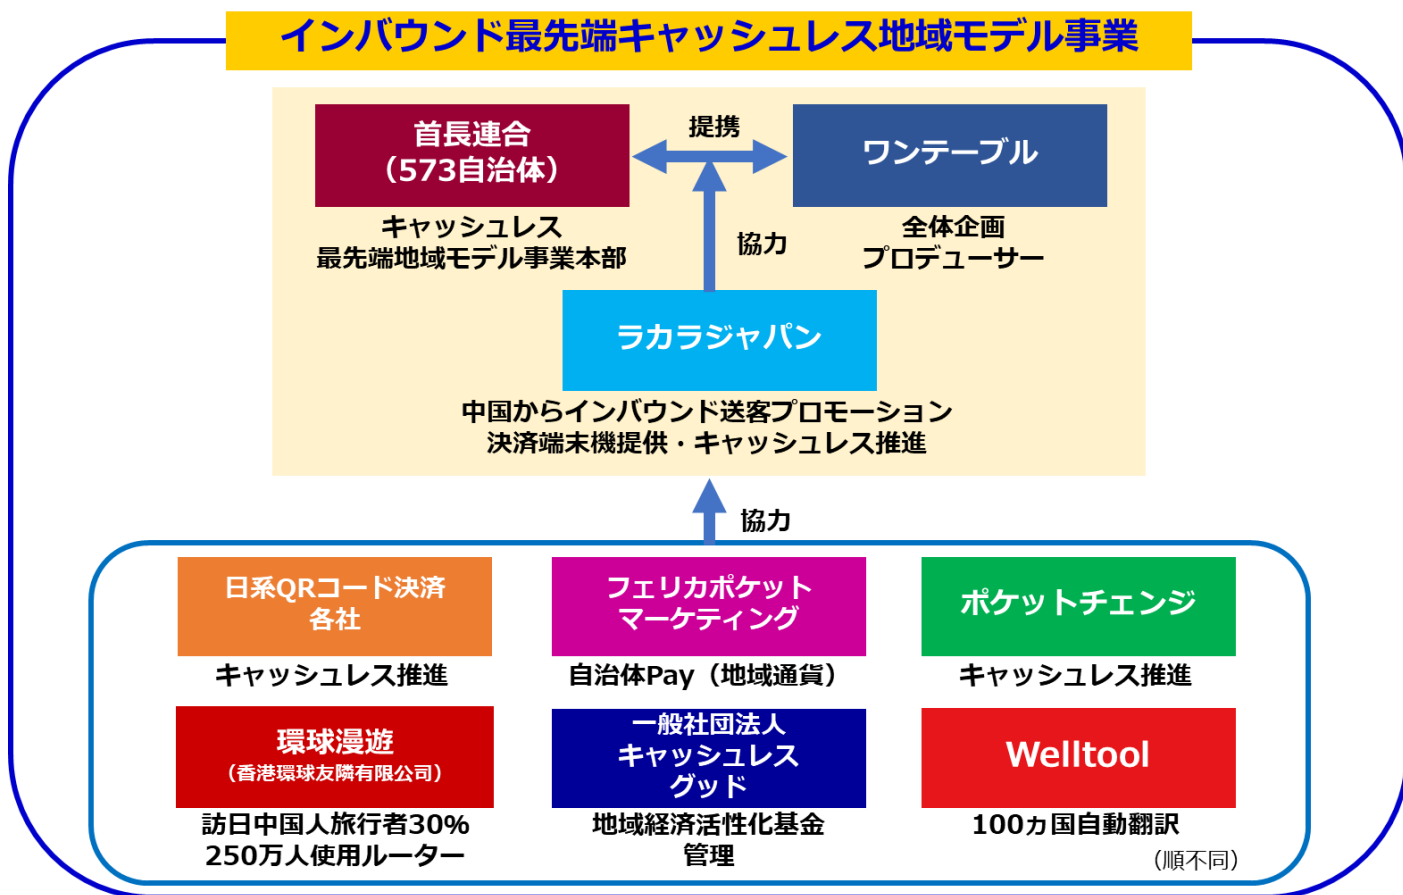 インバウンド最先端キャッシュレス地域モデル事業
首長連合
（573自治体）
提携
ワンテーブル
キャッシュレス
最先端地域モデル事業本部
協力
全体企画
プロデューサー
ラカラジャパン
中国からインバウンド送客プロモーション
決済端末機提供・キャッシュレス推進
協力
日系QRコード決済
各社
キャッシュレス推進
フェリカポケット
マーケティング
自治体Pay（地域通貨）
ポケットチェンジ
キャッシュレス推進
環球漫遊
（香港環球友隣有限公司）
訪日中国人旅行者30%
250万人使用ルーター
一般社団法人
キャッシュレス
グッド
地域経済活性化基金
管理
Welltool
100ヵ国自動翻訳
（順不同）